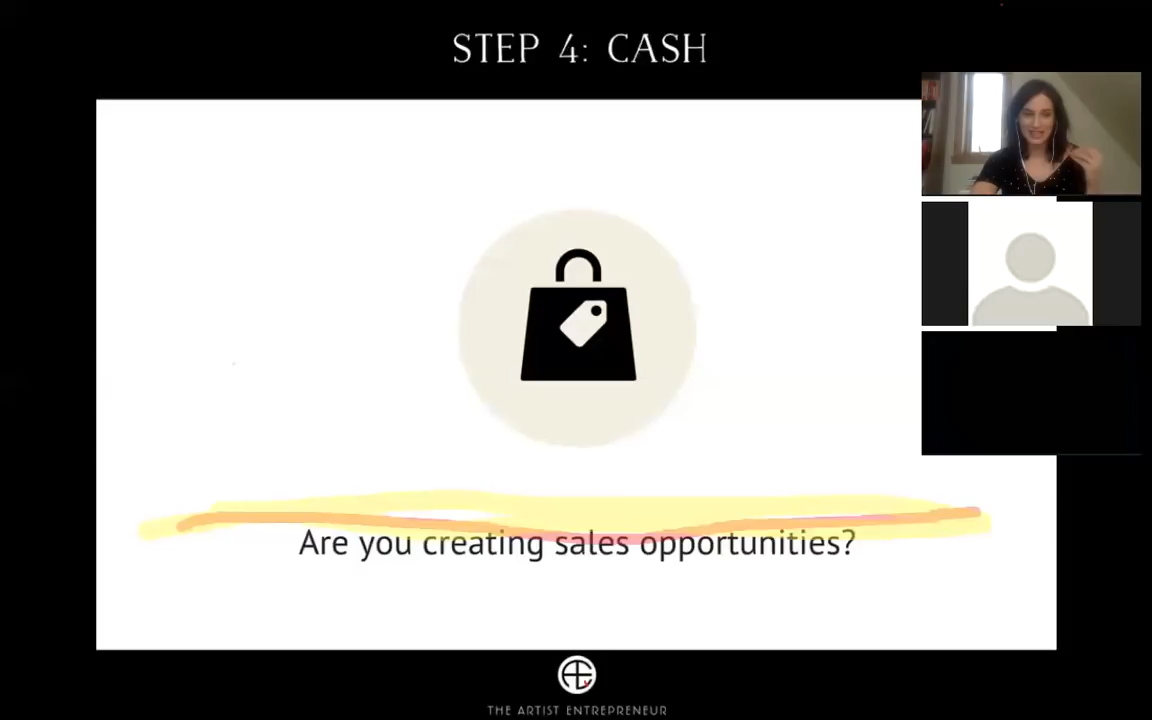 STEP 4: CASH
Are you creating sales opportunities?
THE ARTIST ENTREPRENEUR